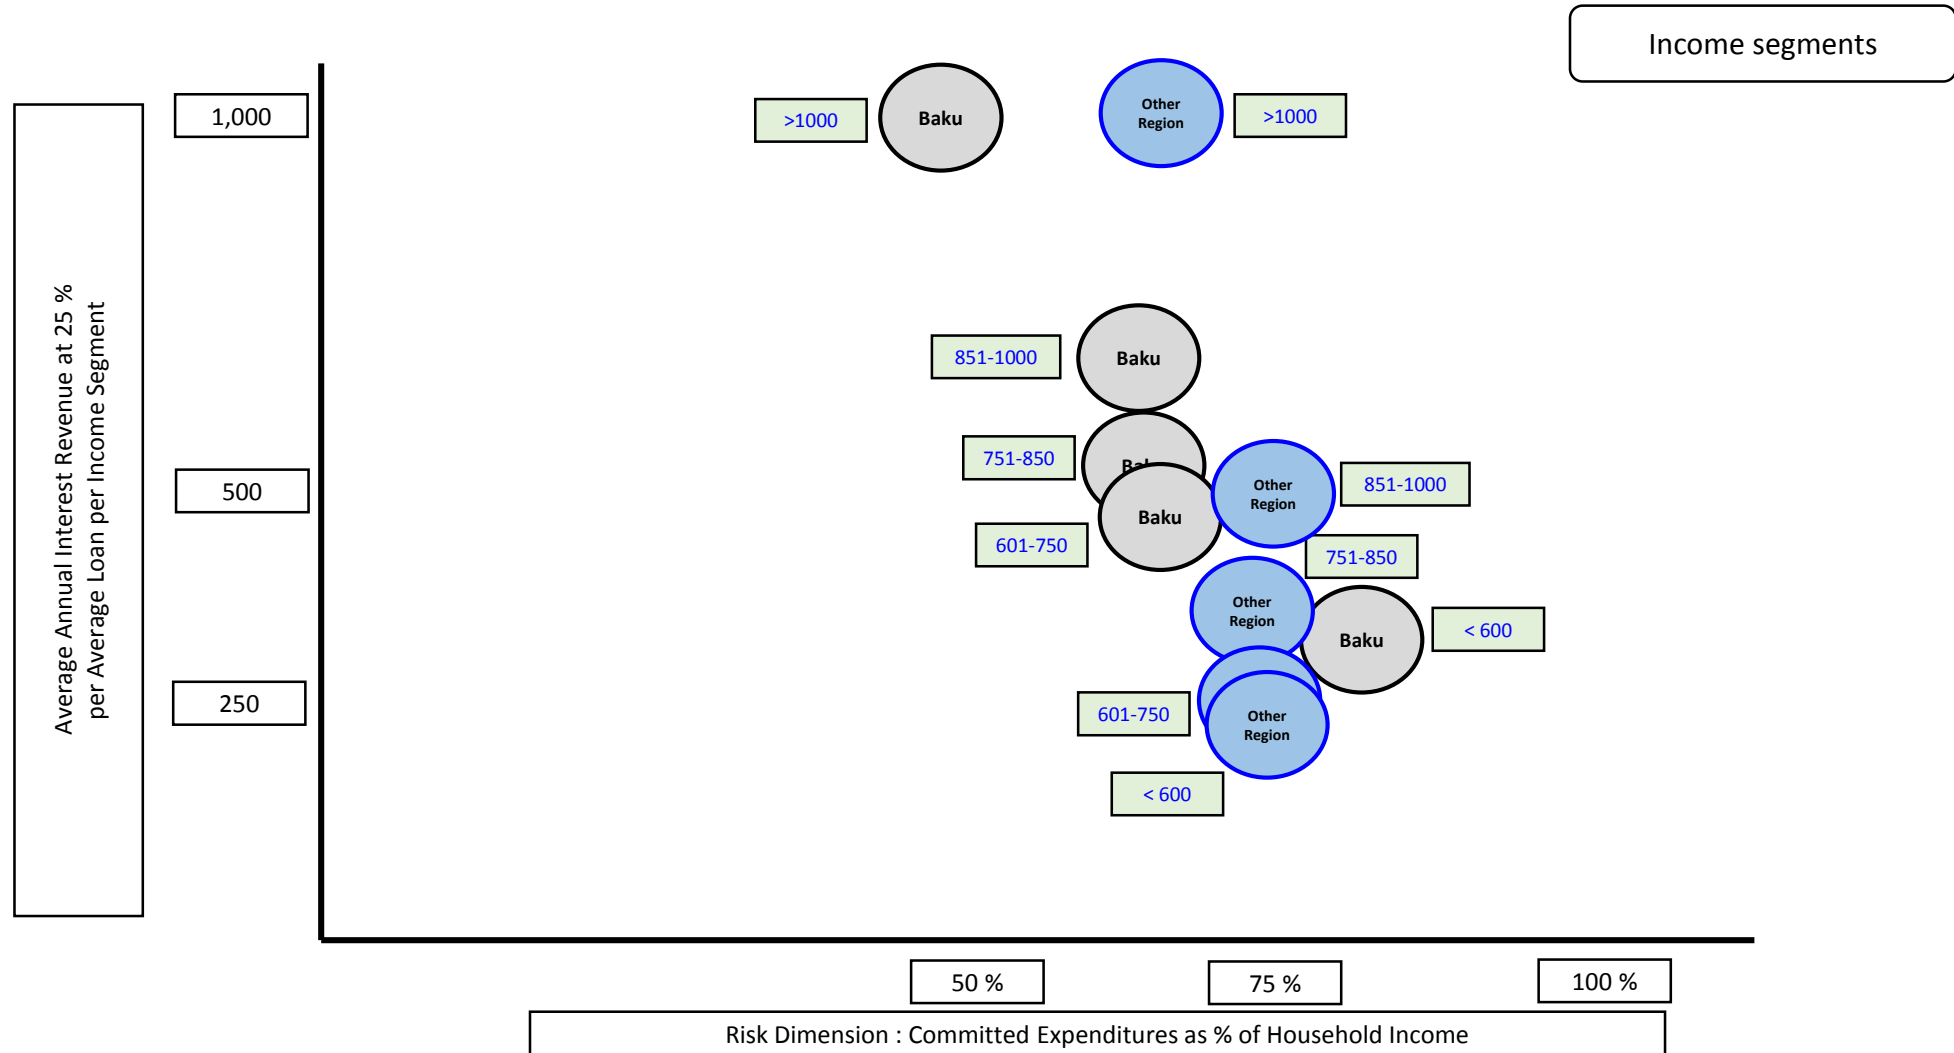 Income segments
1,000
>1000
Baku
Other
Region
>1000
Average Annual Interest Revenue at 25 %
per Average Loan per Income Segment
851-1000
Baku
751-850
500
Baku
Other
Region
851-1000
601-750
751-850
Other
Region
Baku
< 600
250
601-750
Other
Region
< 600
50 %
75 %
100 %
Risk Dimension : Committed Expenditures as % of Household Income